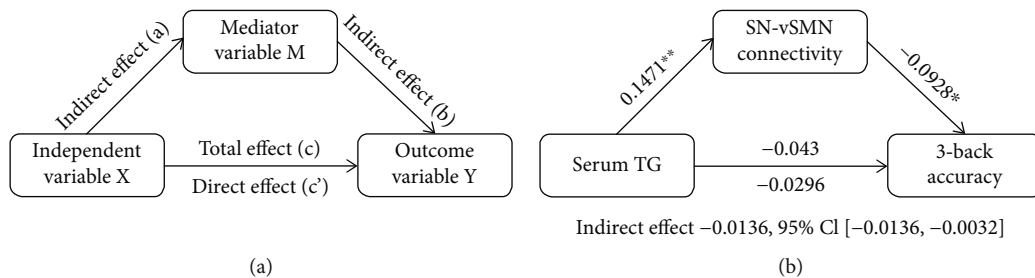 Mediator
variable M
Indirect effect (a)
Indirect effect (b)
Independent
variable X
Total effect (c)
Direct effect (c')
Outcome
variable Y
(a)
SN-vSMN
connectivity
0.1471**
−0.0928*
Serum TG
−0.043
−0.0296
3-back
accuracy
Indirect effect −0.0136, 95% Cl [−0.0136, −0.0032]
(b)